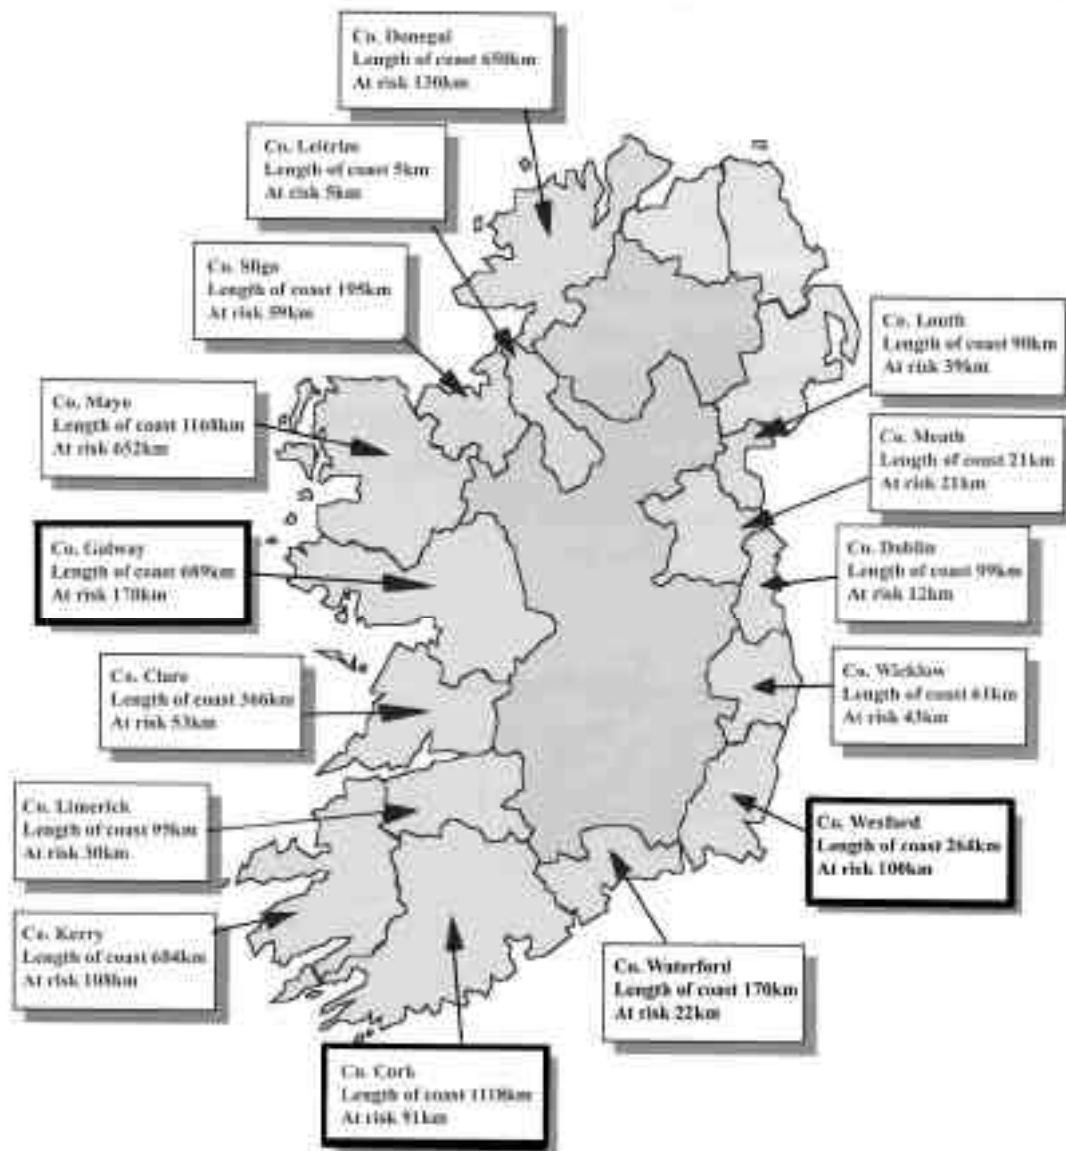 Co. Donegal
Length of coast 650km
At risk 130km
Co. Leitrim
Length of coast 5km
At risk 5km
Co. Sligo
Length of coast 195km
At risk 59km
Co. Louth
Length of coast 90km
At risk 39km
Co. Mayo
Length of coast 1168km
At risk 652km
Co. Meath
Length of coast 21km
At risk 21km
Co. Galway
Length of coast 689km
At risk 170km
Co. Dublin
Length of coast 99km
At risk 12km
Co. Clare
Length of coast 366km
At risk 53km
Co. Wicklow
Length of coast 61km
At risk 43km
Co. Limerick
Length of coast 95km
At risk 30km
Co. Wexford
Length of coast 264km
At risk 100km
Co. Kerry
Length of coast 684km
At risk 108km
Co. Waterford
Length of coast 170km
At risk 22km
Co. Cork
Length of coast 1118km
At risk 91km